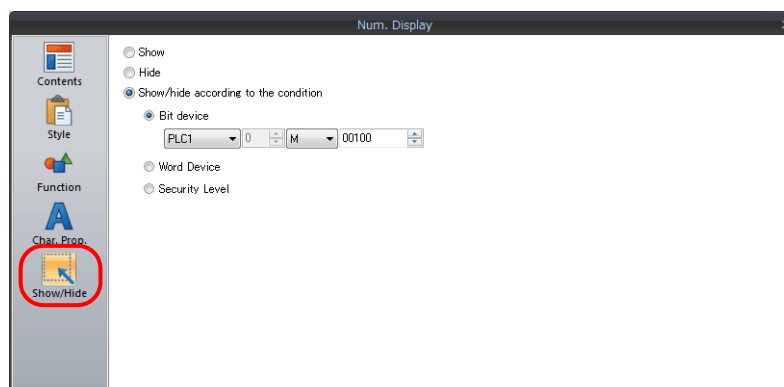 Num. Display
Contents
Style
Function
Char. Prop.
Show/Hide
Show
Hide
Show/hide according to the condition
Bit device
PLC1 0 M 00100
Word Device
Security Level